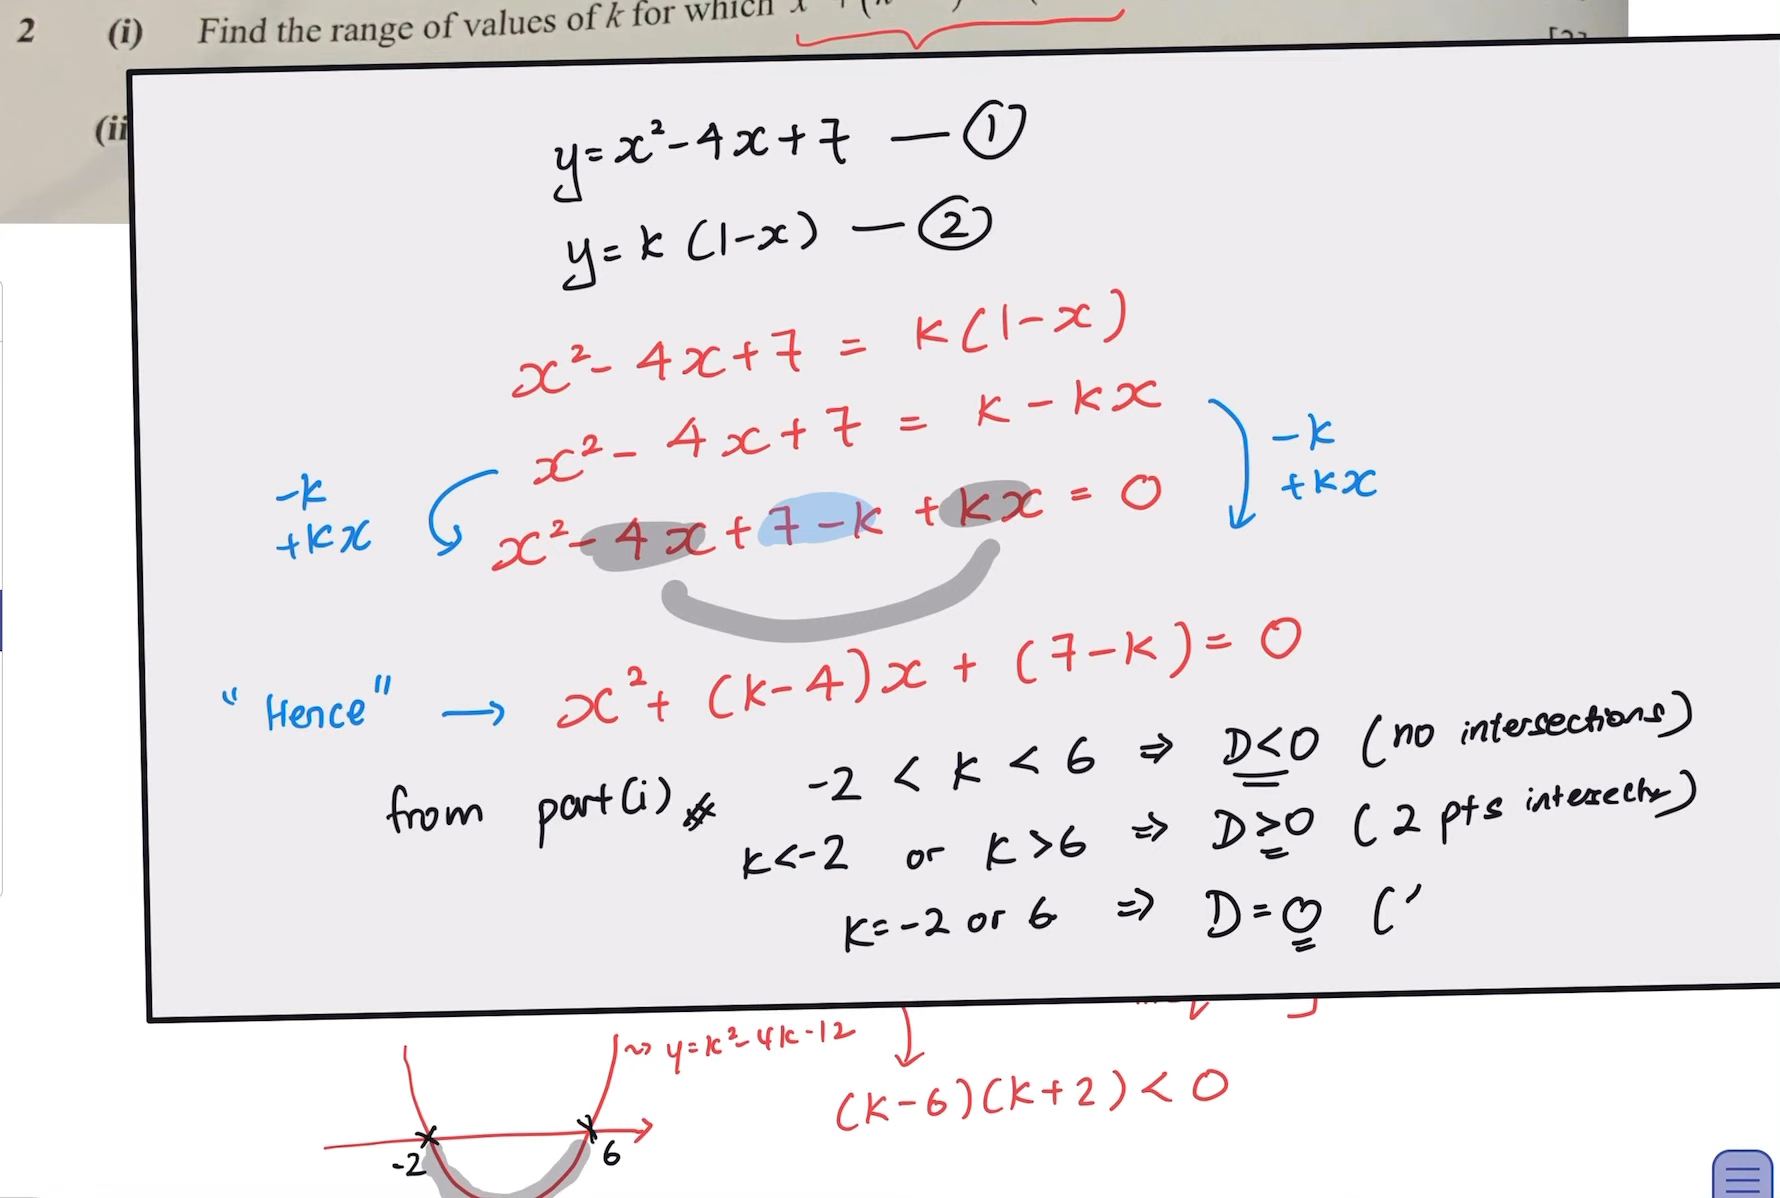 2 (i) Find the range of values of k for which x
(ii
y = x² - 4x + 7 — ①
y = k (1-x) — ②
x² - 4x + 7 = k(1-x)
x² - 4x + 7 = k - kx
-k
+kx
-k
+kx
x² - 4x + 7 - k + kx = 0
"Hence" → x² + (k-4)x + (7-k) = 0
from part(i) -2 < k < 6 ⇒ D<0 (no intersections)
k<-2 or k>6 ⇒ D>0 (2 pts
k=-2 or 6 ⇒ D=0 (
y=k²-4k-12
(k-6)(k+2) < 0
-2 6